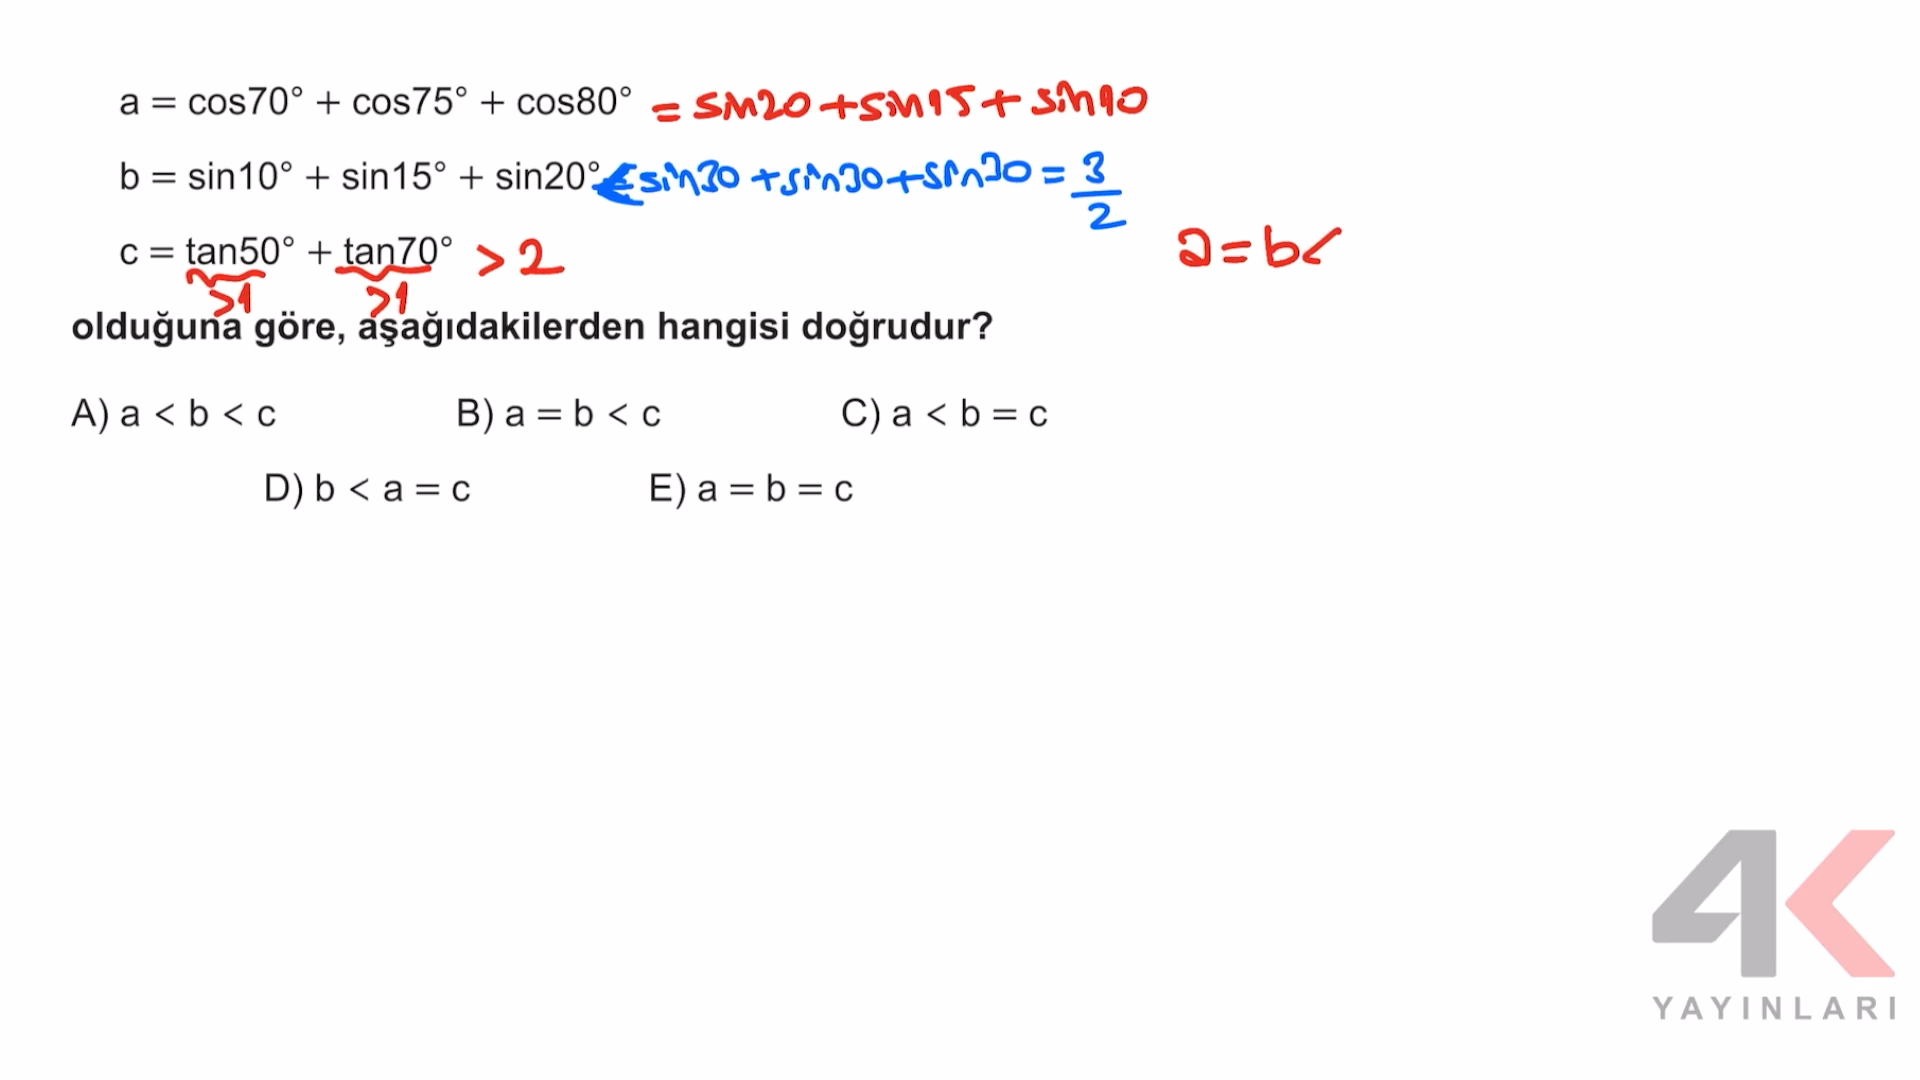 a = cos70° + cos75° + cos80° = sin20 + sin15 + sin10
b = sin10° + sin15° + sin20° < sin30 + sin30 + sin30 = 3/2
c = tan50° + tan70° > 2
>1 >1
a = b <
olduğuna göre, aşağıdakilerden hangisi doğrudur?
A) a < b < c B) a = b < c C) a < b = c
D) b < a = c E) a = b = c
4K
YAYINLARI